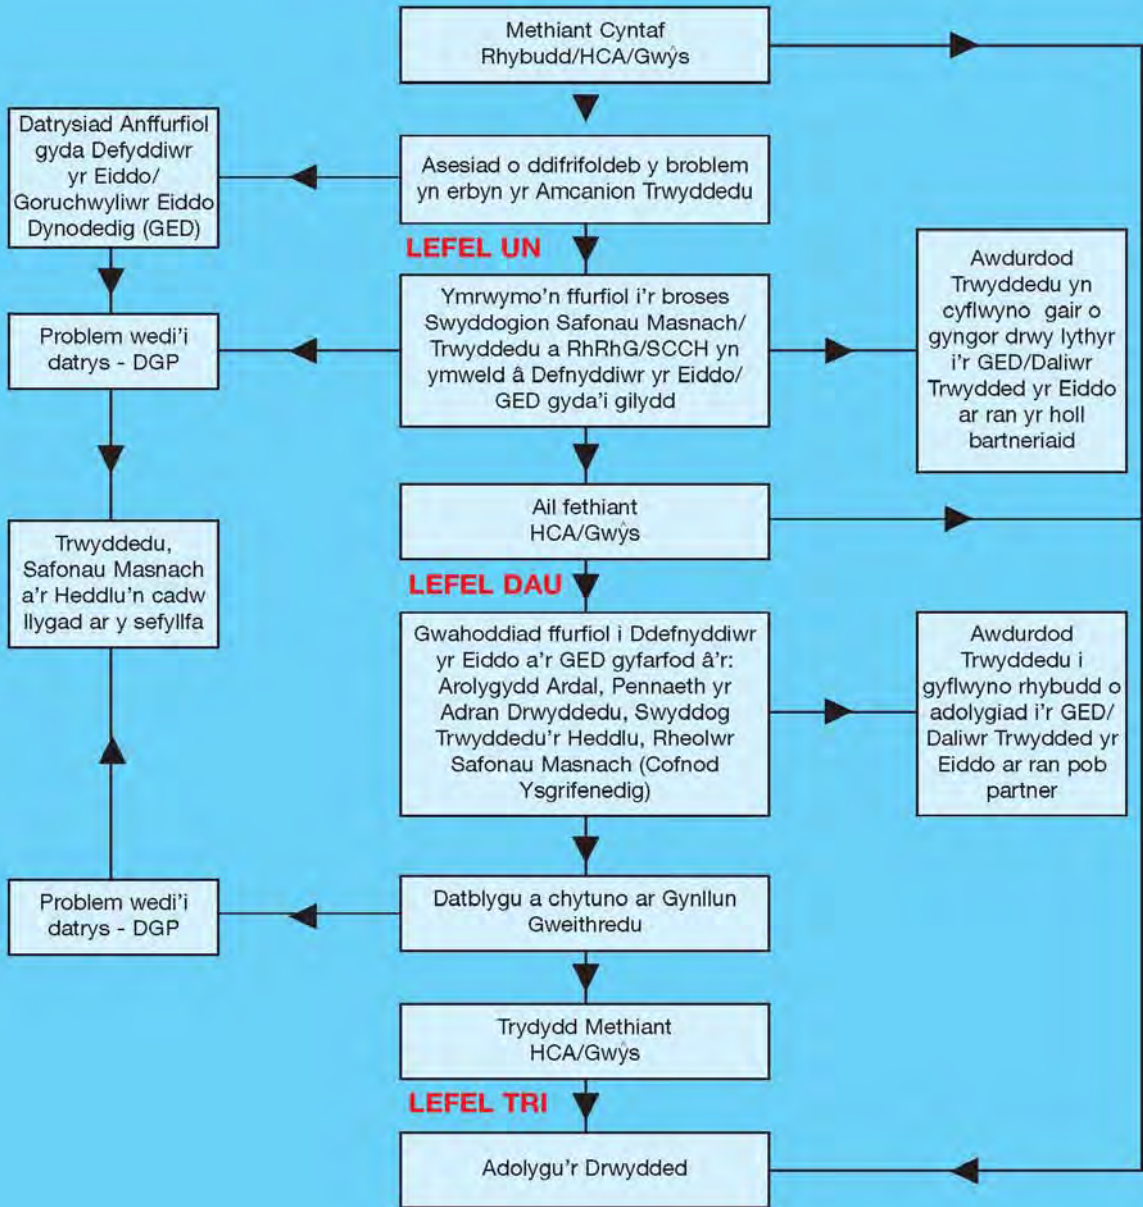 Methiant Cyntaf
Rhybudd/HCA/Gwŷs
Datrysiad Anffurfiol
gyda Defyddiwr
yr Eiddo/
Goruchwyliwr Eiddo
Dynodedig (GED)
Asesiad o ddifrifoldeb y broblem
yn erbyn yr Amcanion Trwyddedu
LEFEL UN
Problem wedi'i
datrys - DGP
Ymrwymo'n ffurfiol i'r broses
Swyddogion Safonau Masnach/
Trwyddedu a RhRhG/SCCH yn
ymweld â Defnyddiwr yr Eiddo/
GED gyda'i gilydd
Awdurdod
Trwyddedu yn
cyflwyno gair o
gyngor drwy lythyr
i'r GED/Daliwr
Trwydded yr Eiddo
ar ran yr holl
bartneriaid
Ail fethiant
HCA/Gwŷs
Trwyddedu,
Safonau Masnach
a'r Heddlu'n cadw
llygad ar y sefyllfa
LEFEL DAU
Gwahoddiad ffurfiol i Ddefnyddiwr
yr Eiddo a'r GED gyfarfod â'r:
Arolygydd Ardal, Pennaeth yr
Adran Drwyddedu, Swyddog
Trwyddedu'r Heddlu, Rheolwr
Safonau Masnach (Cofnod
Ysgrifenedig)
Awdurdod
Trwyddedu i
gyflwyno rhybudd o
adolygiad i'r GED/
Daliwr Trwydded yr
Eiddo ar ran pob
partner
Problem wedi'i
datrys - DGP
Datblygu a chytuno ar Gynllun
Gweithredu
Trydydd Methiant
HCA/Gwŷs
LEFEL TRI
Adolygu'r Drwydded